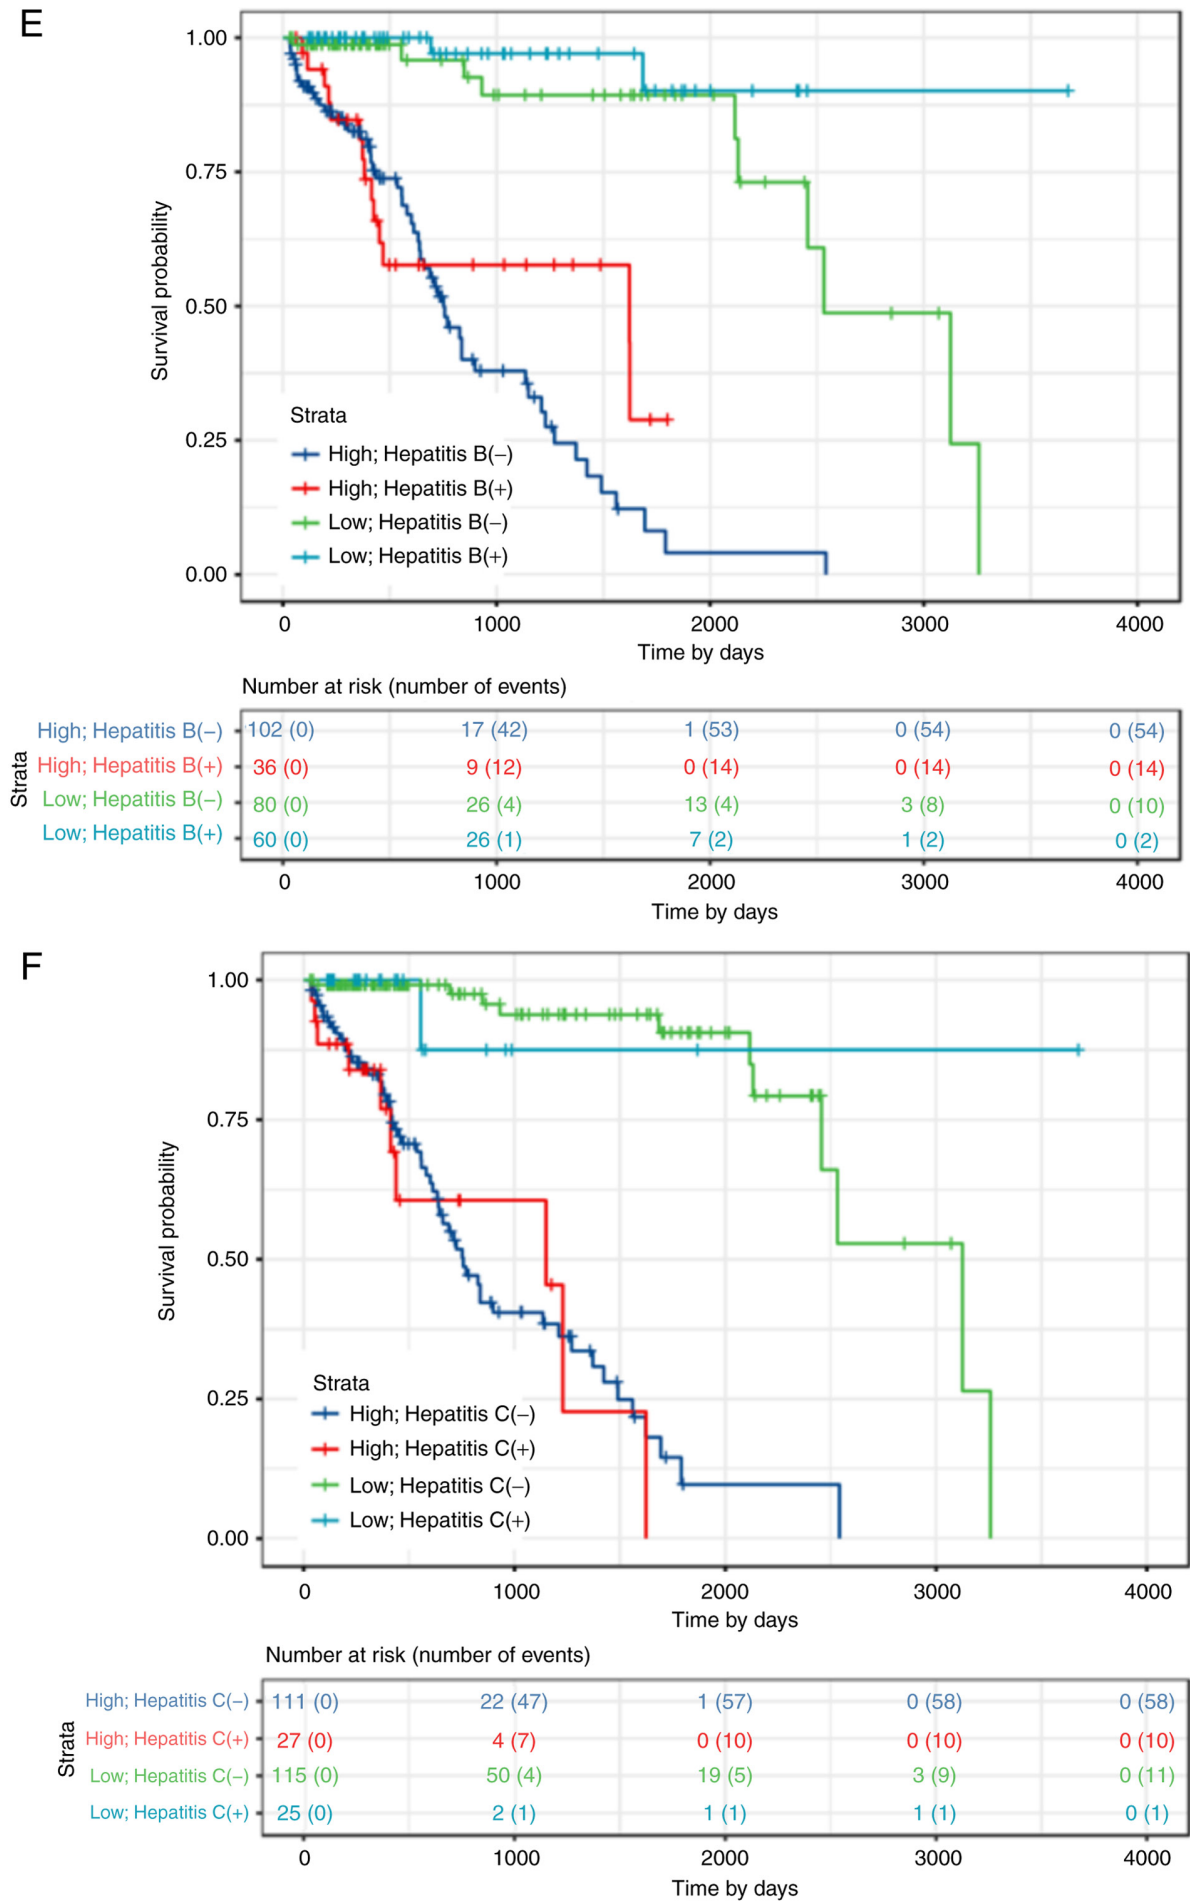 E
1.00
0.75
0.50
0.25
0.00
Survival probability
Strata
High; Hepatitis B(−)
High; Hepatitis B(+)
Low; Hepatitis B(−)
Low; Hepatitis B(+)
0 1000 2000 3000 4000
Time by days
Number at risk (number of events)
Strata
High; Hepatitis B(−) 102 (0) 17 (42) 1 (53) 0 (54) 0 (54)
High; Hepatitis B(+) 36 (0) 9 (12) 0 (14) 0 (14) 0 (14)
Low; Hepatitis B(−) 80 (0) 26 (4) 13 (4) 3 (8) 0 (10)
Low; Hepatitis B(+) 60 (0) 26 (1) 7 (2) 1 (2) 0 (2)
0 1000 2000 3000 4000
Time by days
F
1.00
0.75
0.50
0.25
0.00
Survival probability
Strata
High; Hepatitis C(−)
High; Hepatitis C(+)
Low; Hepatitis C(−)
Low; Hepatitis C(+)
0 1000 2000 3000 4000
Time by days
Number at risk (number of events)
Strata
High; Hepatitis C(−) 111 (0) 22 (47) 1 (57) 0 (58) 0 (58)
High; Hepatitis C(+) 27 (0) 4 (7) 0 (10) 0 (10) 0 (10)
Low; Hepatitis C(−) 115 (0) 50 (4) 19 (5) 3 (9) 0 (11)
Low; Hepatitis C(+) 25 (0) 2 (1) 1 (1) 1 (1) 0 (1)
0 1000 2000 3000 4000
Time by days